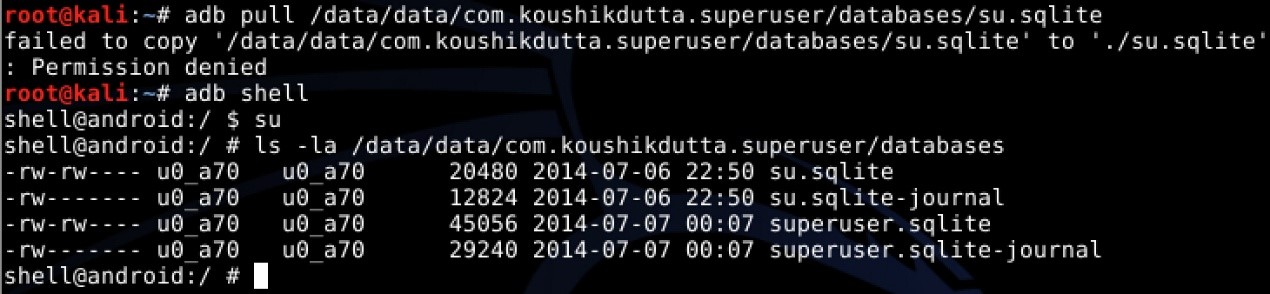 root@kali:~# adb pull /data/data/com.koushikdutta.superuser/databases/su.sqlite
failed to copy '/data/data/com.koushikdutta.superuser/databases/su.sqlite' to './su.sqlite'
: Permission denied
root@kali:~# adb shell
shell@android:/ $ su
shell@android:/ # ls -la /data/data/com.koushikdutta.superuser/databases
-rw-rw---- u0_a70   u0_a70      20480 2014-07-06 22:50 su.sqlite
-rw------- u0_a70   u0_a70      12824 2014-07-06 22:50 su.sqlite-journal
-rw-rw---- u0_a70   u0_a70      45056 2014-07-07 00:07 superuser.sqlite
-rw------- u0_a70   u0_a70      29240 2014-07-07 00:07 superuser.sqlite-journal
shell@android:/ #